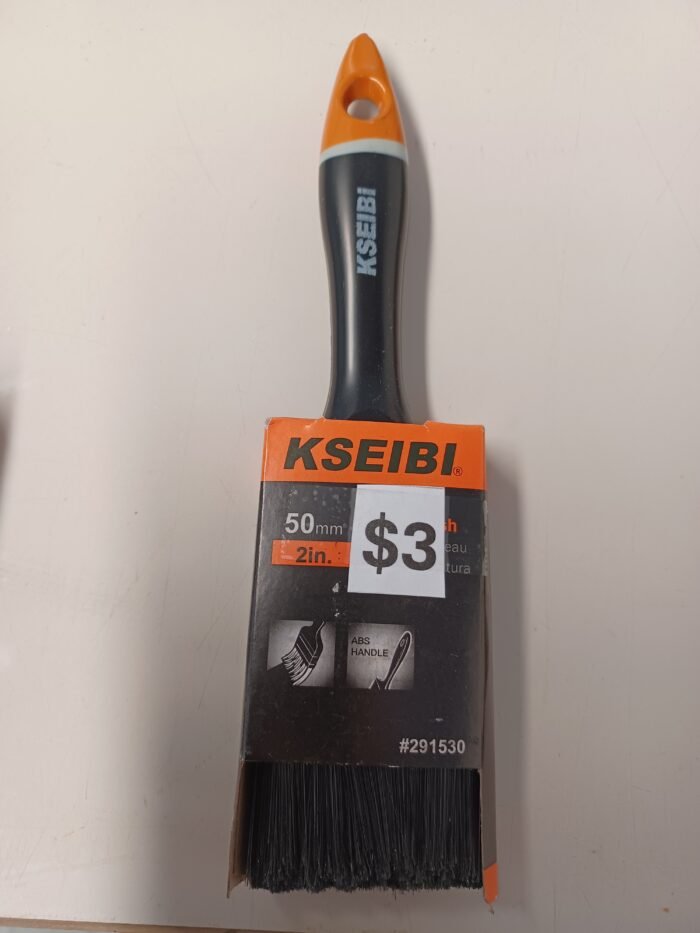 KSEIBI
KSEIBI®
50mm
2in.
$3
ABS
HANDLE
#291530